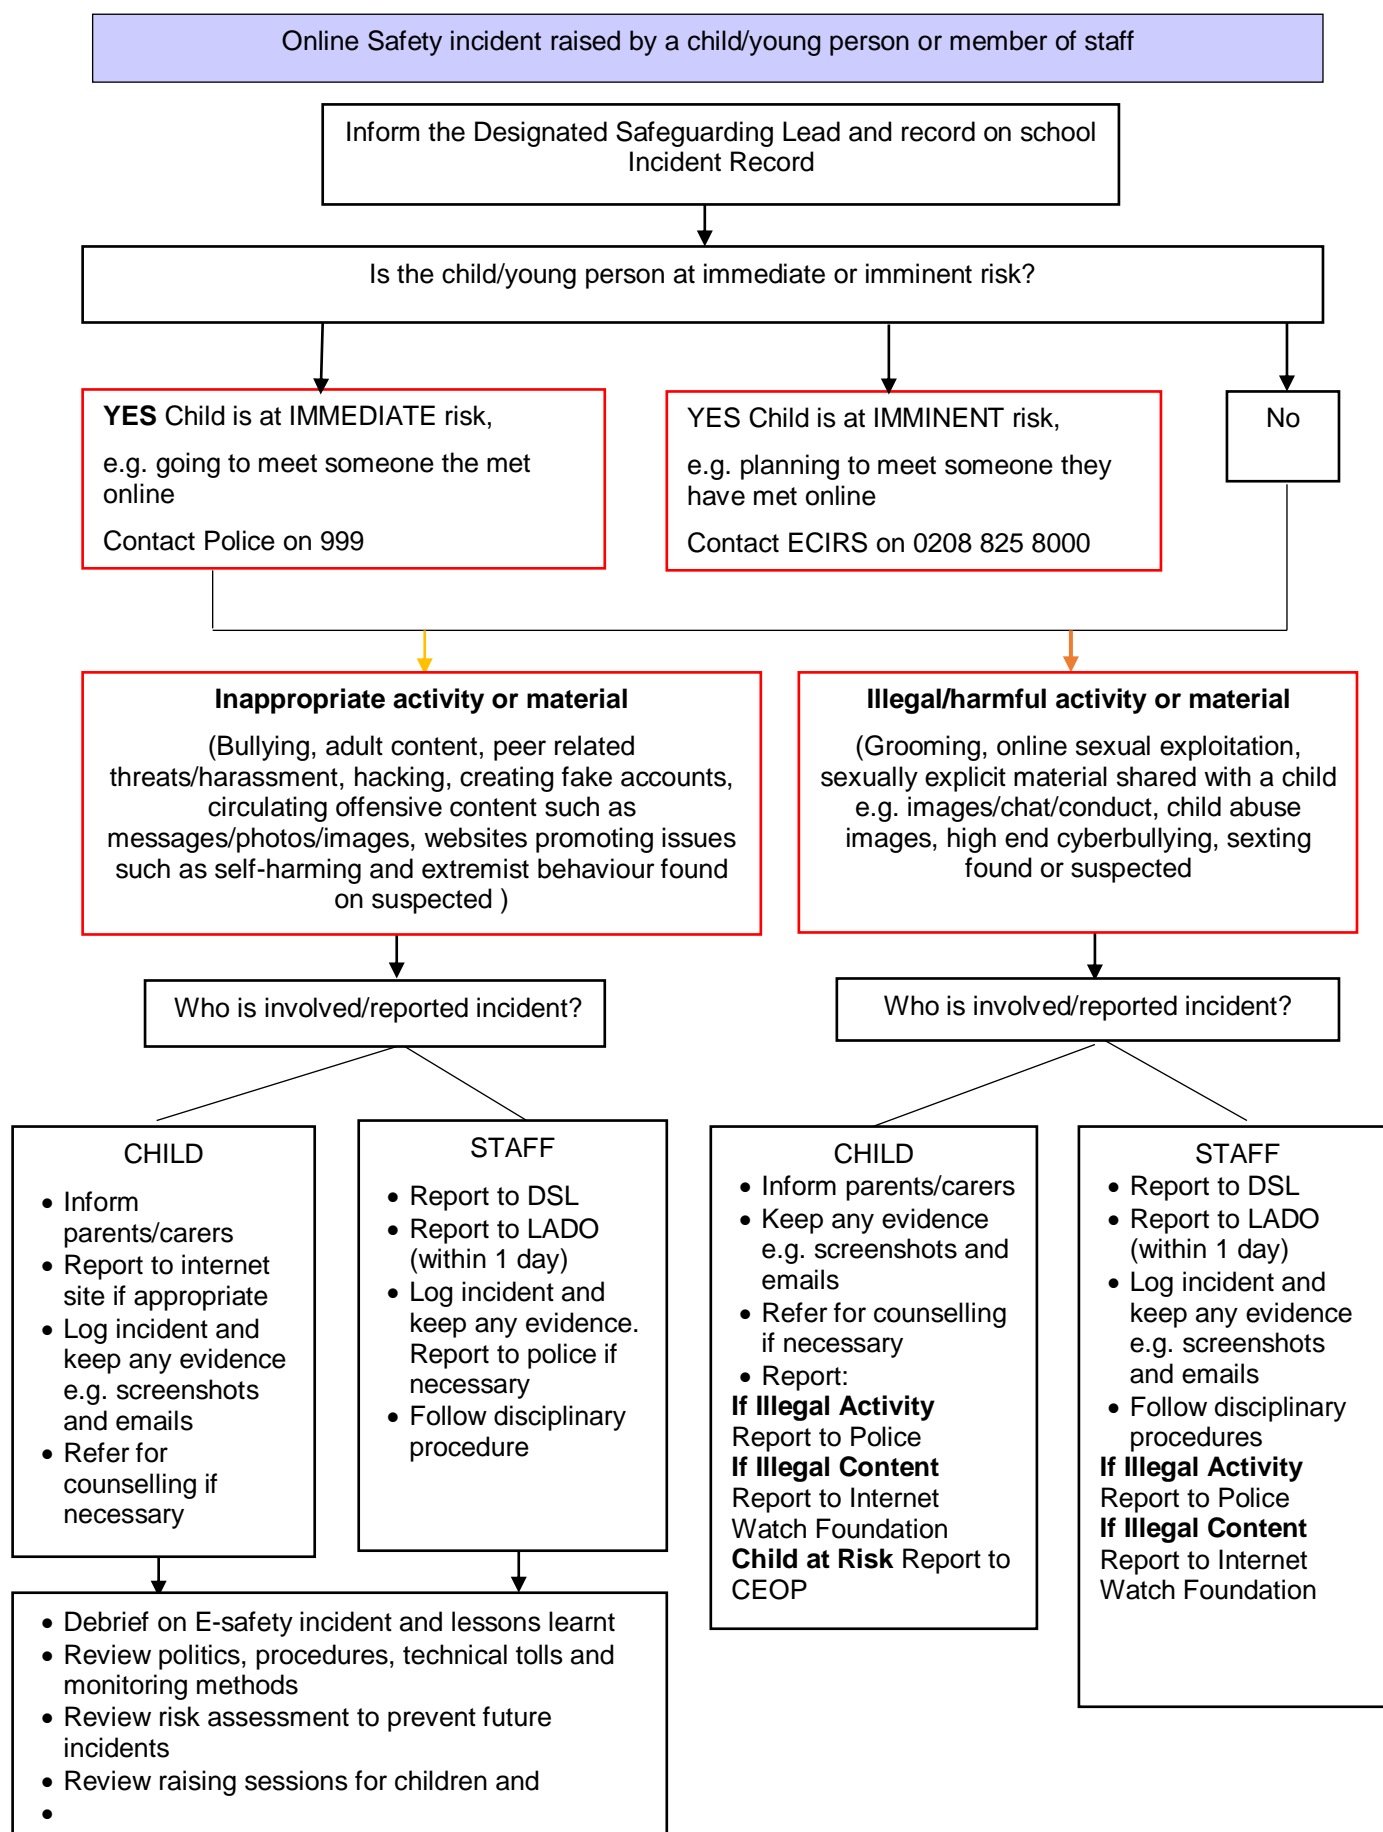 Online Safety incident raised by a child/young person or member of staff
Inform the Designated Safeguarding Lead and record on school
Incident Record
Is the child/young person at immediate or imminent risk?
YES Child is at IMMEDIATE risk,
e.g. going to meet someone the met
online
Contact Police on 999
YES Child is at IMMINENT risk,
e.g. planning to meet someone they
have met online
Contact ECIRS on 0208 825 8000
No
Inappropriate activity or material
(Bullying, adult content, peer related
threats/harassment, hacking, creating fake accounts,
circulating offensive content such as
messages/photos/images, websites promoting issues
such as self-harming and extremist behaviour found
on suspected )
Illegal/harmful activity or material
(Grooming, online sexual exploitation,
sexually explicit material shared with a child
e.g. images/chat/conduct, child abuse
images, high end cyberbullying, sexting
found or suspected
Who is involved/reported incident?
Who is involved/reported incident?
CHILD
• Inform
parents/carers
• Report to internet
site if appropriate
• Log incident and
keep any evidence
e.g. screenshots
and emails
• Refer for
counselling if
necessary
STAFF
• Report to DSL
• Report to LADO
(within 1 day)
• Log incident and
keep any evidence.
Report to police if
necessary
• Follow disciplinary
procedure
CHILD
• Inform parents/carers
• Keep any evidence
e.g. screenshots and
emails
• Refer for counselling
if necessary
• Report:
If Illegal Activity
Report to Police
If Illegal Content
Report to Internet
Watch Foundation
Child at Risk Report to
CEOP
STAFF
• Report to DSL
• Report to LADO
(within 1 day)
• Log incident and
keep any evidence
e.g. screenshots
and emails
• Follow disciplinary
procedures
If Illegal Activity
Report to Police
If Illegal Content
Report to Internet
Watch Foundation
• Debrief on E-safety incident and lessons learnt
• Review politics, procedures, technical tolls and
monitoring methods
• Review risk assessment to prevent future
incidents
• Review raising sessions for children and
•